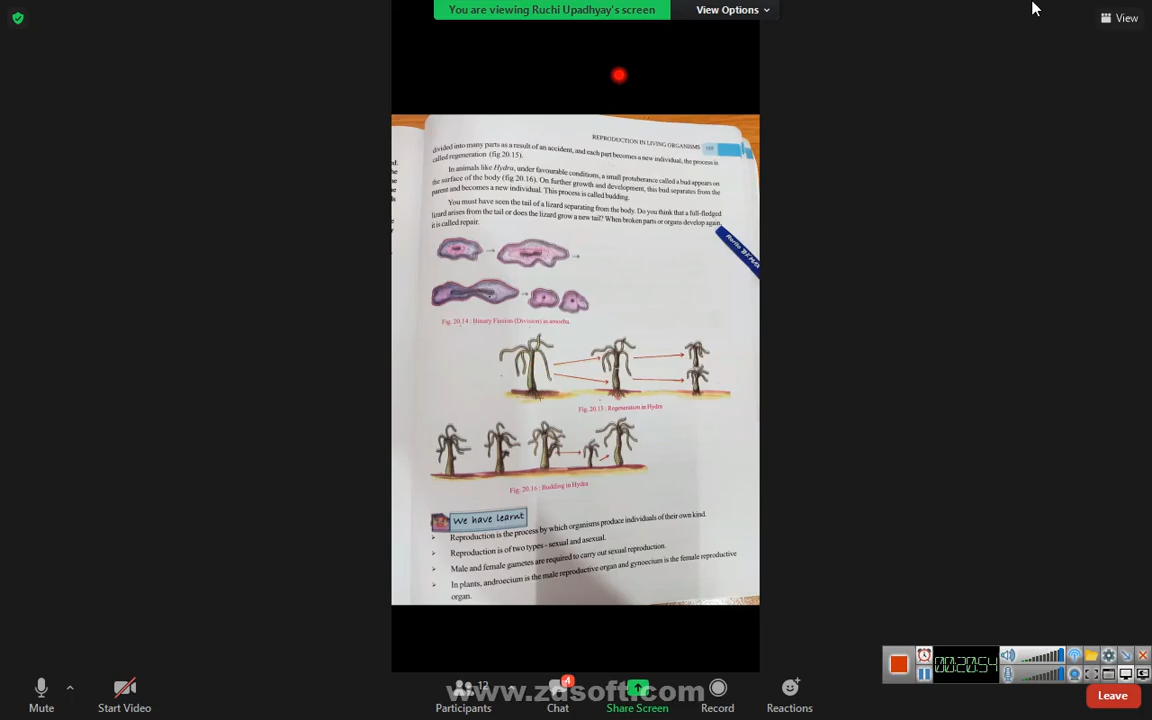 You are viewing Ruchi Upadhyay's screen
View Options
View
REPRODUCTION IN LIVING ORGANISMS
divided into many parts as a result of an accident, and each part becomes a new individual, the process is
called regeneration (fig 20.15).
In animals like Hydra, under favourable conditions, a small protuberance called a bud appears on
the surface of the body (fig 20.16). On further growth and development, this bud separates from the
parent and becomes a new individual. This process is called budding.
You must have seen the tail of a lizard separating from the body. Do you think that a full-fledged
lizard arises from the tail or does the lizard grow a new tail? When broken parts or organs develop again,
it is called repair.
Fig. 20.14 : Binary Fission (Division) in amoeba.
Fig. 20.15 : Regeneration in Hydra
Fig. 20.16 : Budding in Hydra
We have learnt
Reproduction is the process by which organisms produce individuals of their own kind.
Reproduction is of two types - sexual and asexual.
Male and female gametes are required to carry out sexual reproduction.
In plants, androecium is the male reproductive organ and gynoecium is the female reproductive
organ.
00:20:54
Mute
Start Video
12
Participants
4
Chat
Share Screen
Record
Reactions
Leave
www.zdsoft.com